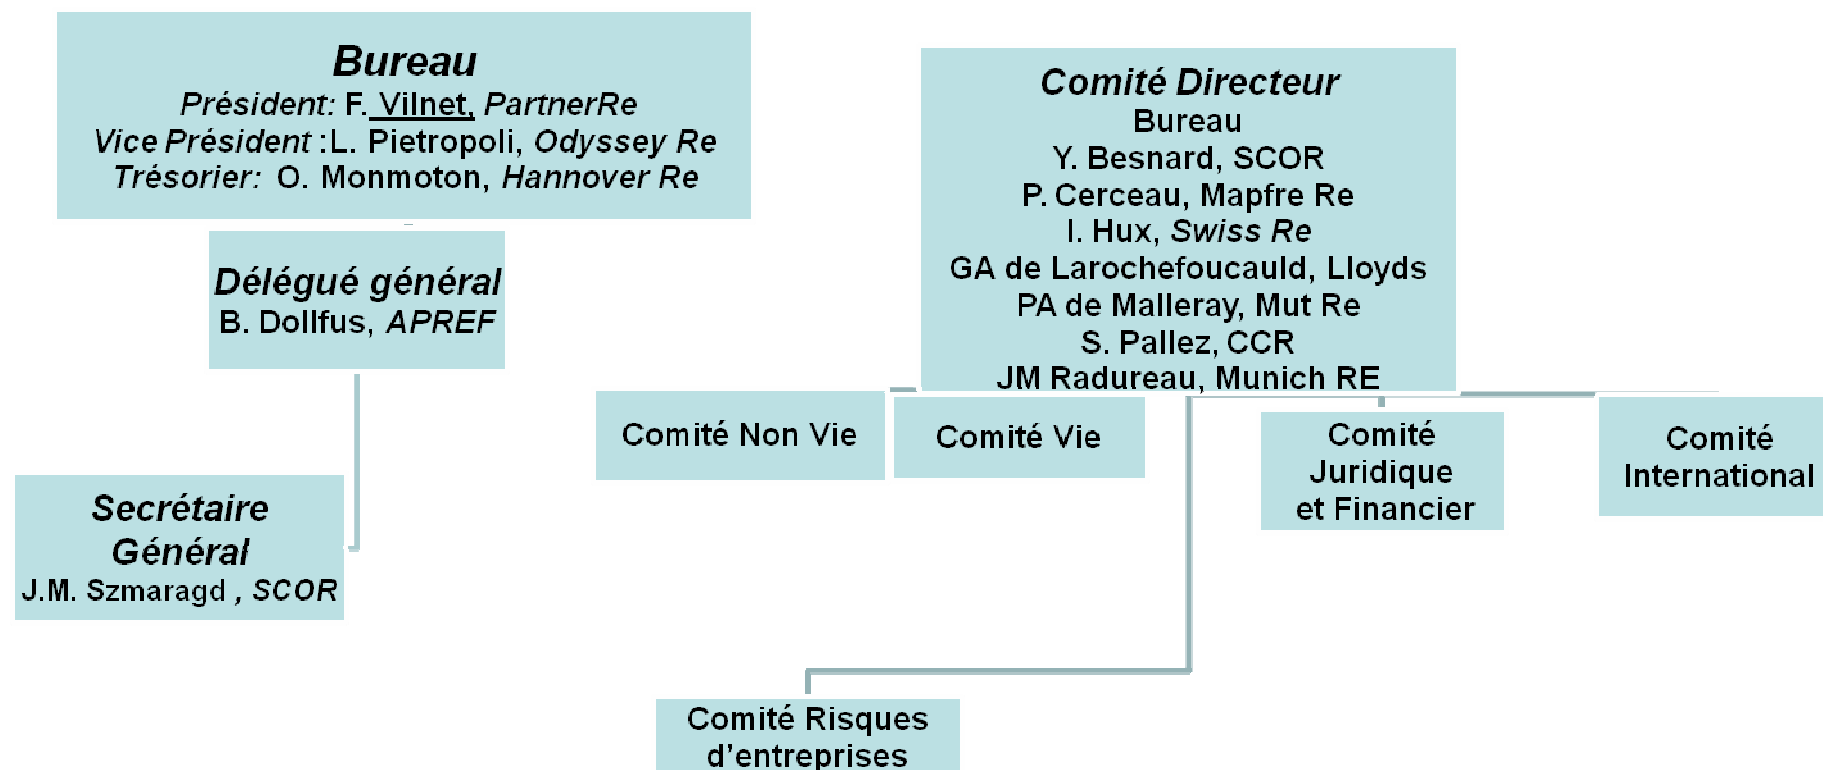 Bureau
Président: F. Vilnet, PartnerRe
Vice Président :L. Pietropoli, Odyssey Re
Trésorier: O. Monmoton, Hannover Re
Délégué général
B. Dollfus, APREF
Secrétaire
Général
J.M. Szmaragd , SCOR
Comité Directeur
Bureau
Y. Besnard, SCOR
P. Cerceau, Mapfre Re
I. Hux, Swiss Re
GA de Larochefoucauld, Lloyds
PA de Malleray, Mut Re
S. Pallez, CCR
JM Radureau, Munich RE
Comité Non Vie
Comité Vie
Comité
Juridique
et Financier
Comité
International
Comité Risques
d'entreprises